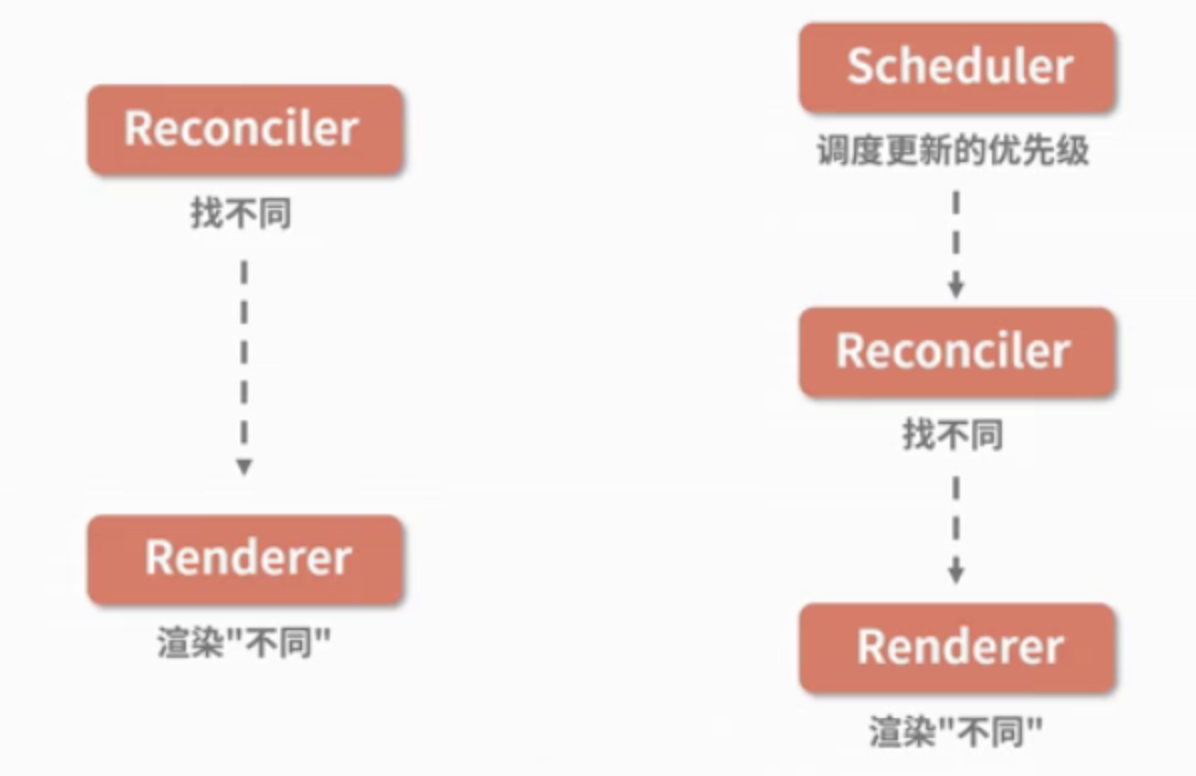 Reconciler
找不同
Renderer
渲染"不同"
Scheduler
调度更新的优先级
Reconciler
找不同
Renderer
渲染"不同"